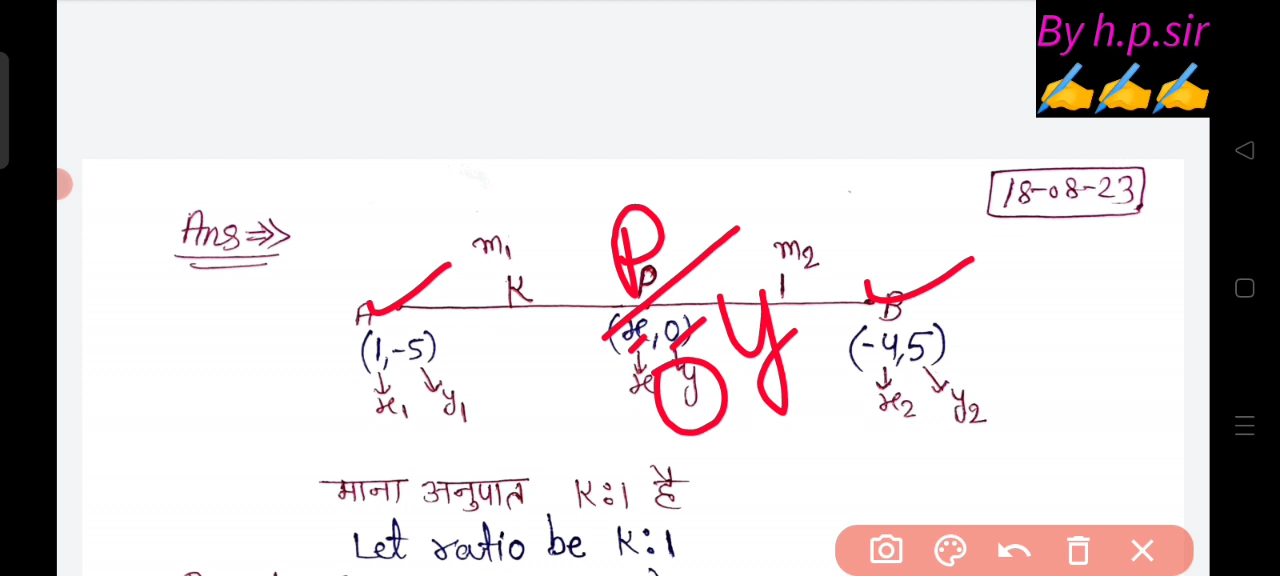 By h.p.sir
✍️✍️✍️
18-08-23
Ans⇒>
P
m₁ m₂
K P 1
A B
(1,-5) (x,0) y (-4,5)
x₁ y₁ x y x₂ y₂
माना अनुपात K:1 है
Let ratio be K:1